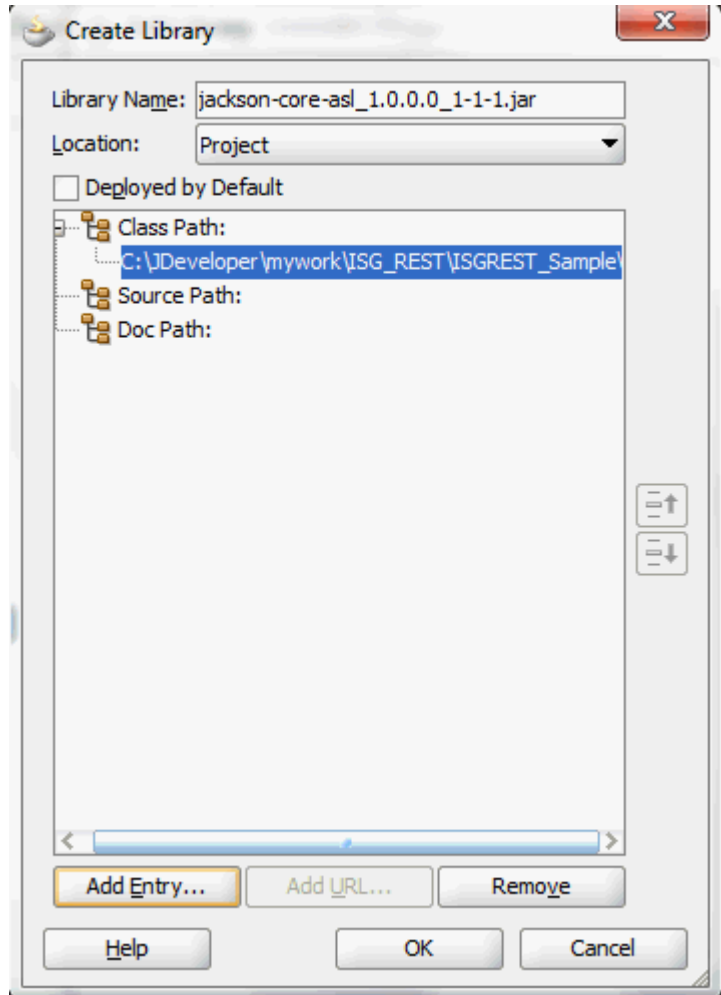 Create Library
Library Name: jackson-core-asl_1.0.0.0_1-1-1.jar
Location: Project
Deployed by Default
Class Path:
C:\JDeveloper\mywork\ISG_REST\ISGREST_Sample\
Source Path:
Doc Path:
Add Entry... Add URL... Remove
Help OK Cancel